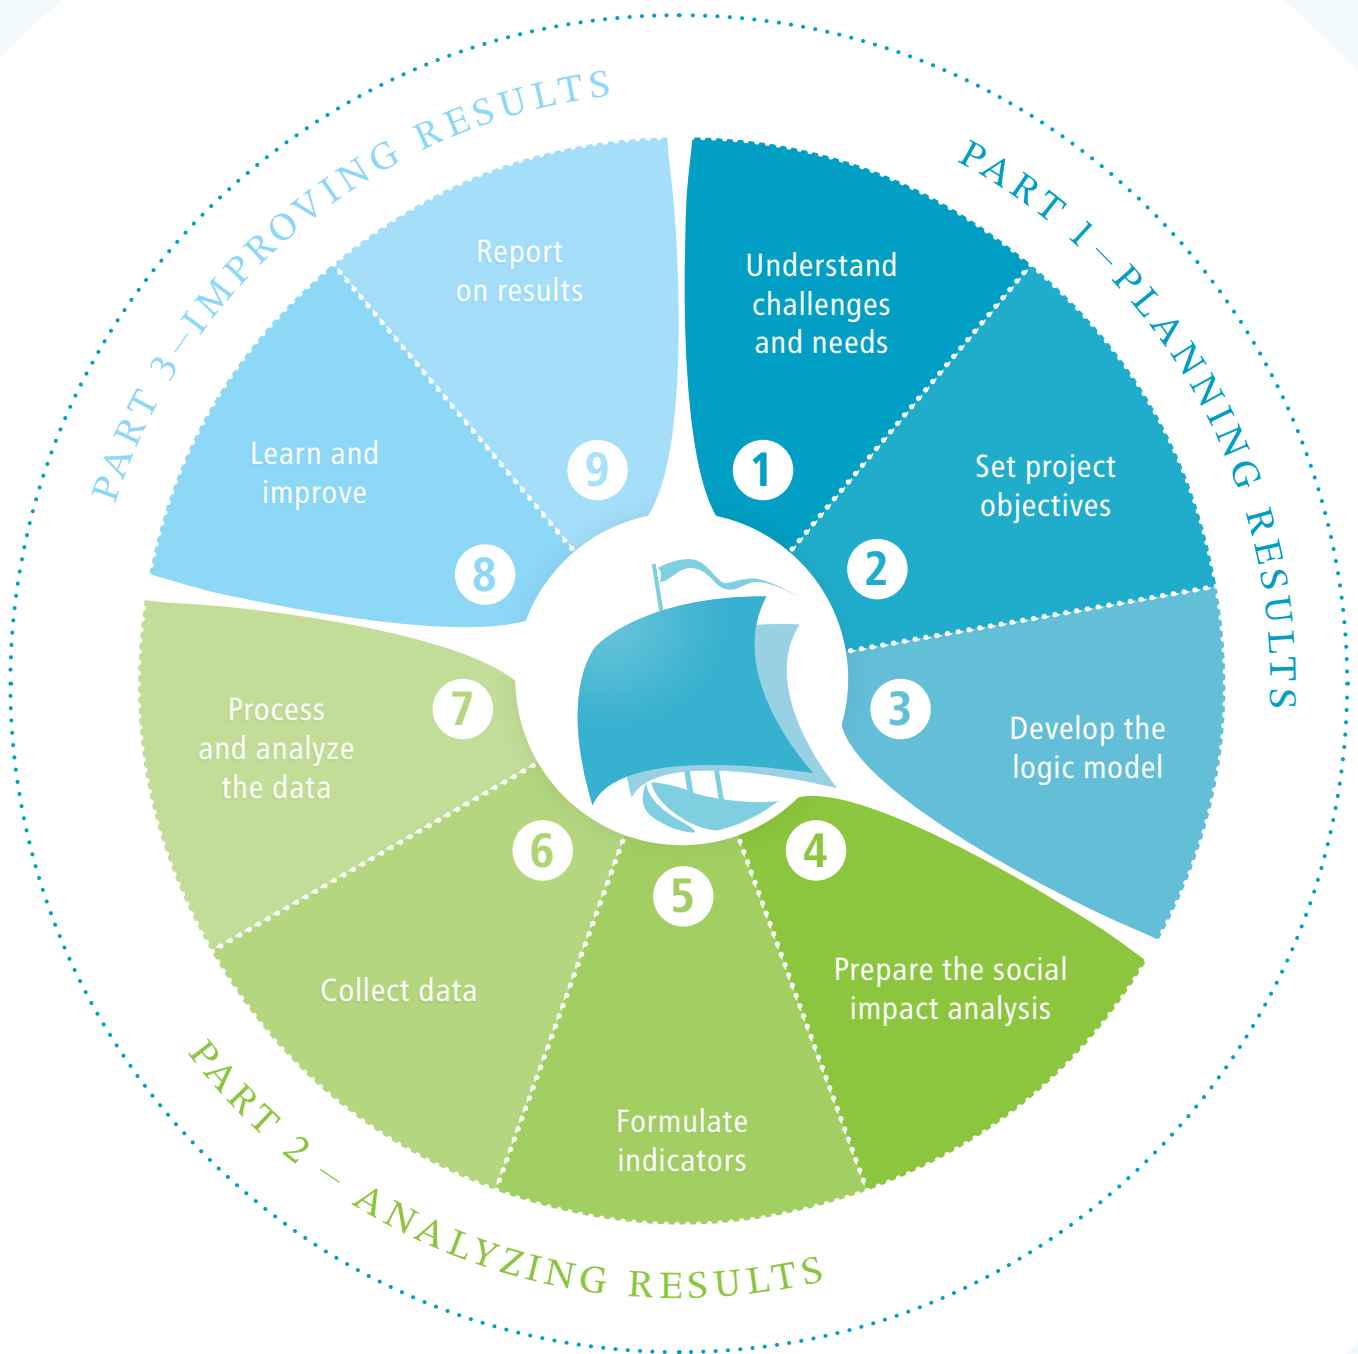 PART 1 – PLANNING RESULTS
Understand
challenges
and needs
1
Set project
objectives
2
Develop the
logic model
3
PART 2 – ANALYZING RESULTS
Prepare the social
impact analysis
4
Formulate
indicators
5
Collect data
6
Process
and analyze
the data
7
PART 3 – IMPROVING RESULTS
Learn and
improve
8
Report
on results
9